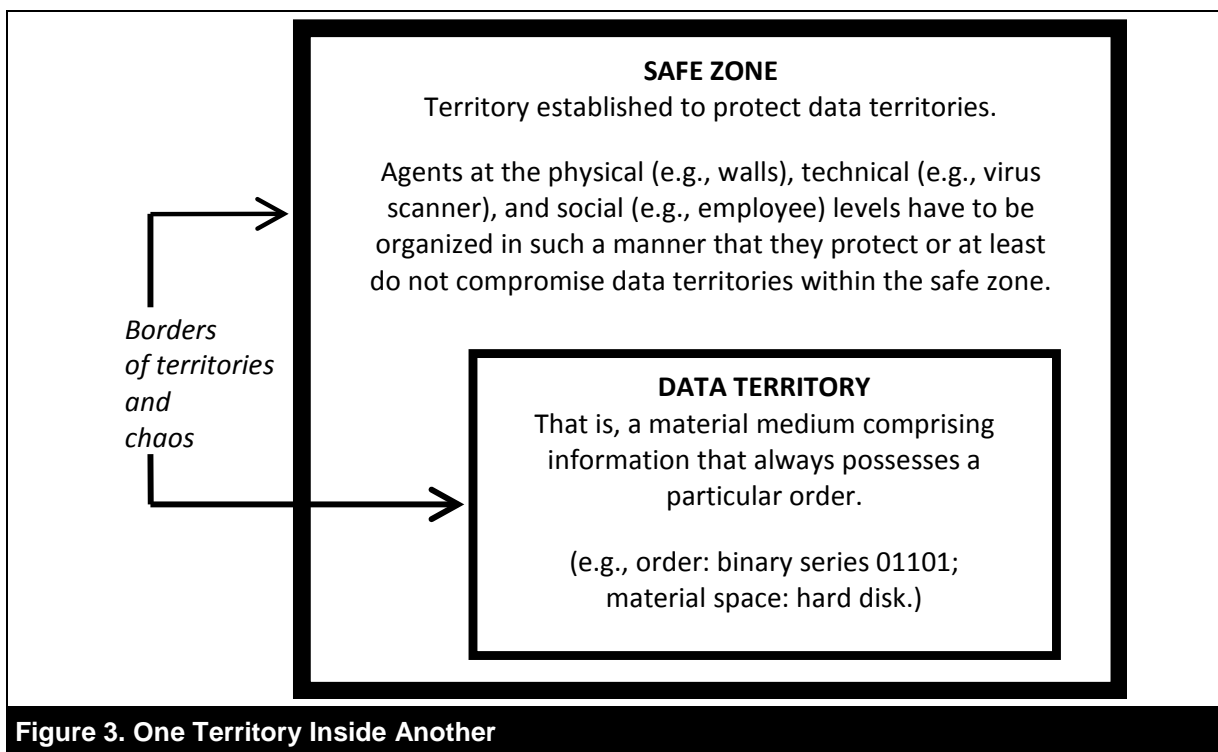 SAFE ZONE
Territory established to protect data territories.
Agents at the physical (e.g., walls), technical (e.g., virus
scanner), and social (e.g., employee) levels have to be
organized in such a manner that they protect or at least
do not compromise data territories within the safe zone.
Borders
of territories
and
chaos
DATA TERRITORY
That is, a material medium comprising
information that always possesses a
particular order.
(e.g., order: binary series 01101;
material space: hard disk.)
Figure 3. One Territory Inside Another